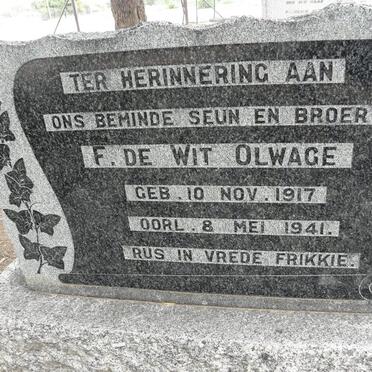 TER HERINNERING AAN
ONS BEMINDE SEUN EN BROER
F. DE WIT OLWAGE
GEB. 10 NOV. 1917
OORL. 8 MEI 1941.
RUS IN VREDE FRIKKIE.